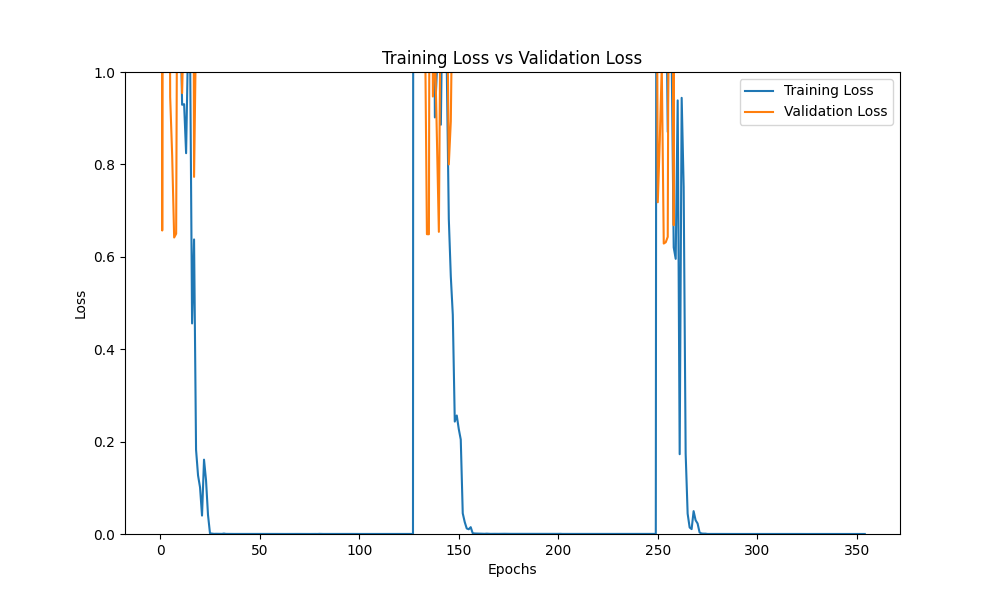 Training Loss vs Validation Loss
Training Loss
Validation Loss
1.0
0.8
0.6
0.4
0.2
0.0
Loss
0 50 100 150 200 250 300 350
Epochs